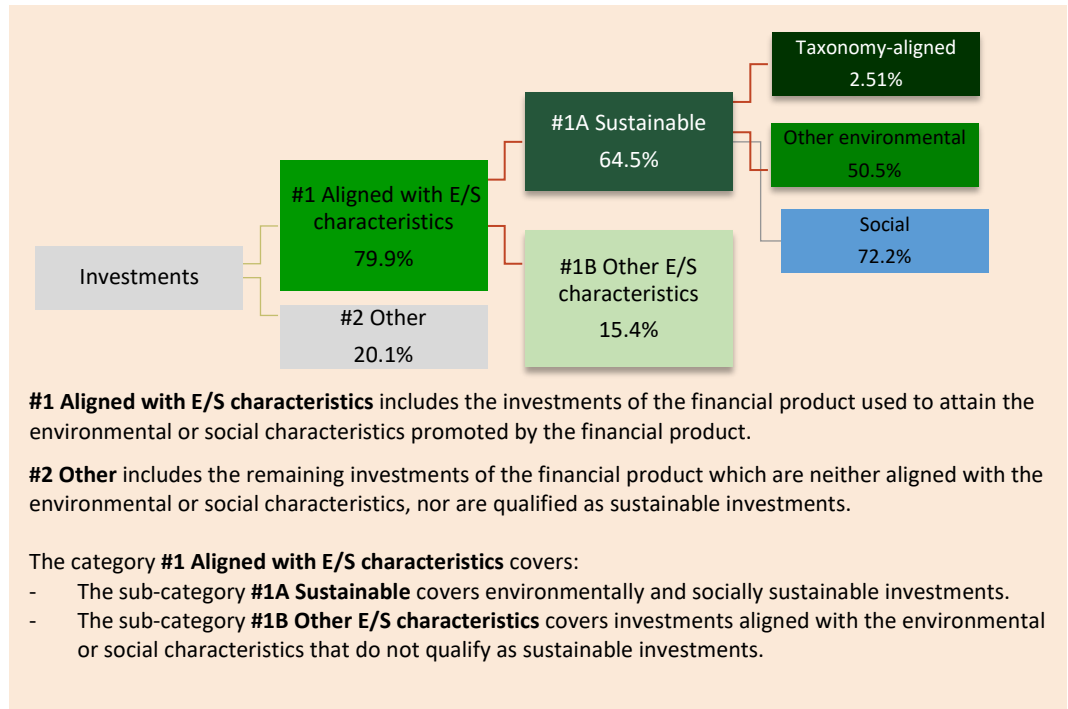 Taxonomy-aligned
2.51%
#1A Sustainable
64.5%
Other environmental
50.5%
#1 Aligned with E/S
characteristics
79.9%
Social
72.2%
Investments
#1B Other E/S
characteristics
15.4%
#2 Other
20.1%
#1 Aligned with E/S characteristics includes the investments of the financial product used to attain the
environmental or social characteristics promoted by the financial product.
#2 Other includes the remaining investments of the financial product which are neither aligned with the
environmental or social characteristics, nor are qualified as sustainable investments.
The category #1 Aligned with E/S characteristics covers:
- The sub-category #1A Sustainable covers environmentally and socially sustainable investments.
- The sub-category #1B Other E/S characteristics covers investments aligned with the environmental
or social characteristics that do not qualify as sustainable investments.